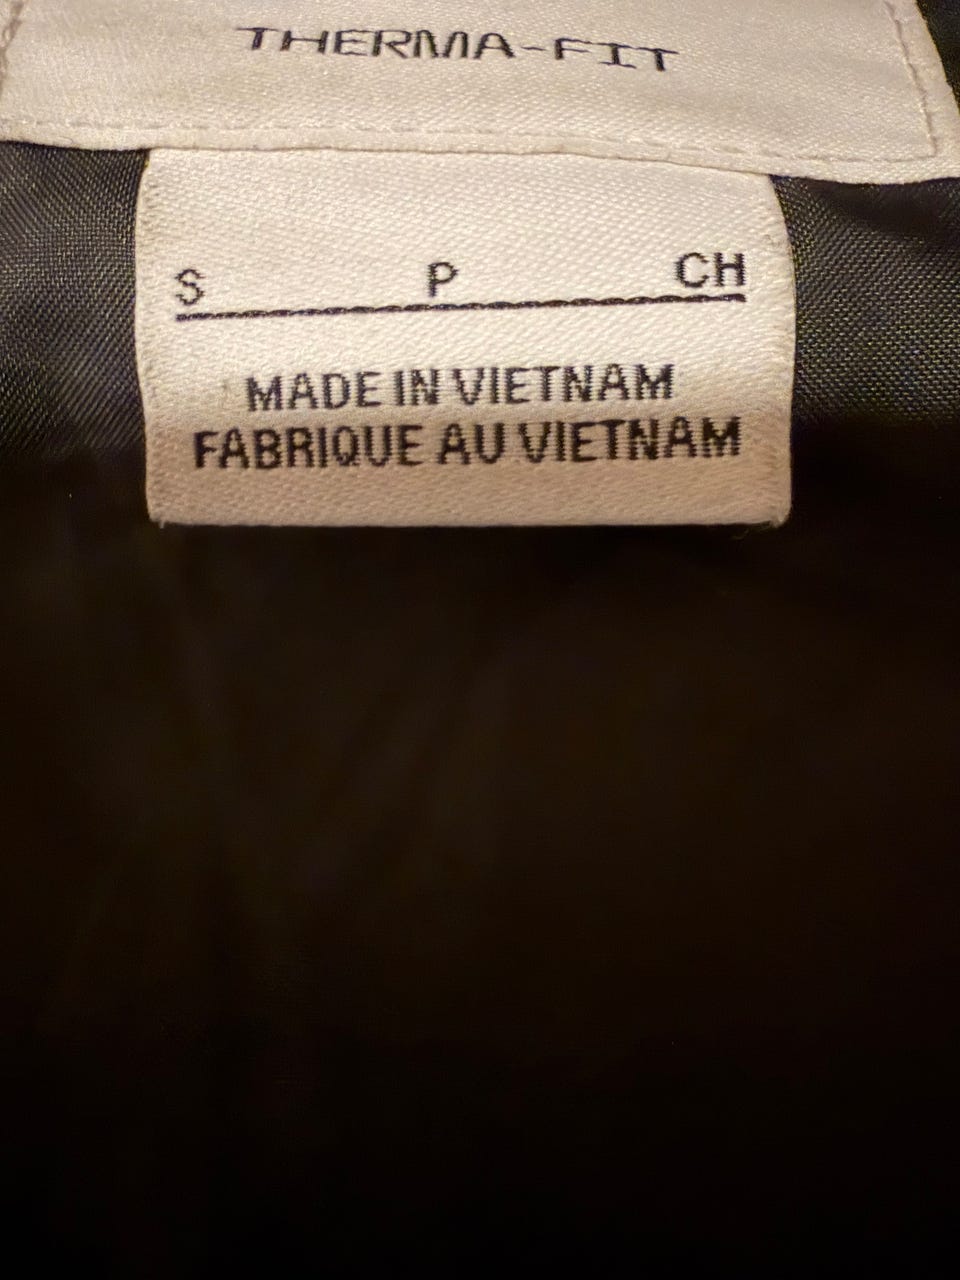 THERMA-FIT
S P CH
MADE IN VIETNAM
FABRIQUE AU VIETNAM